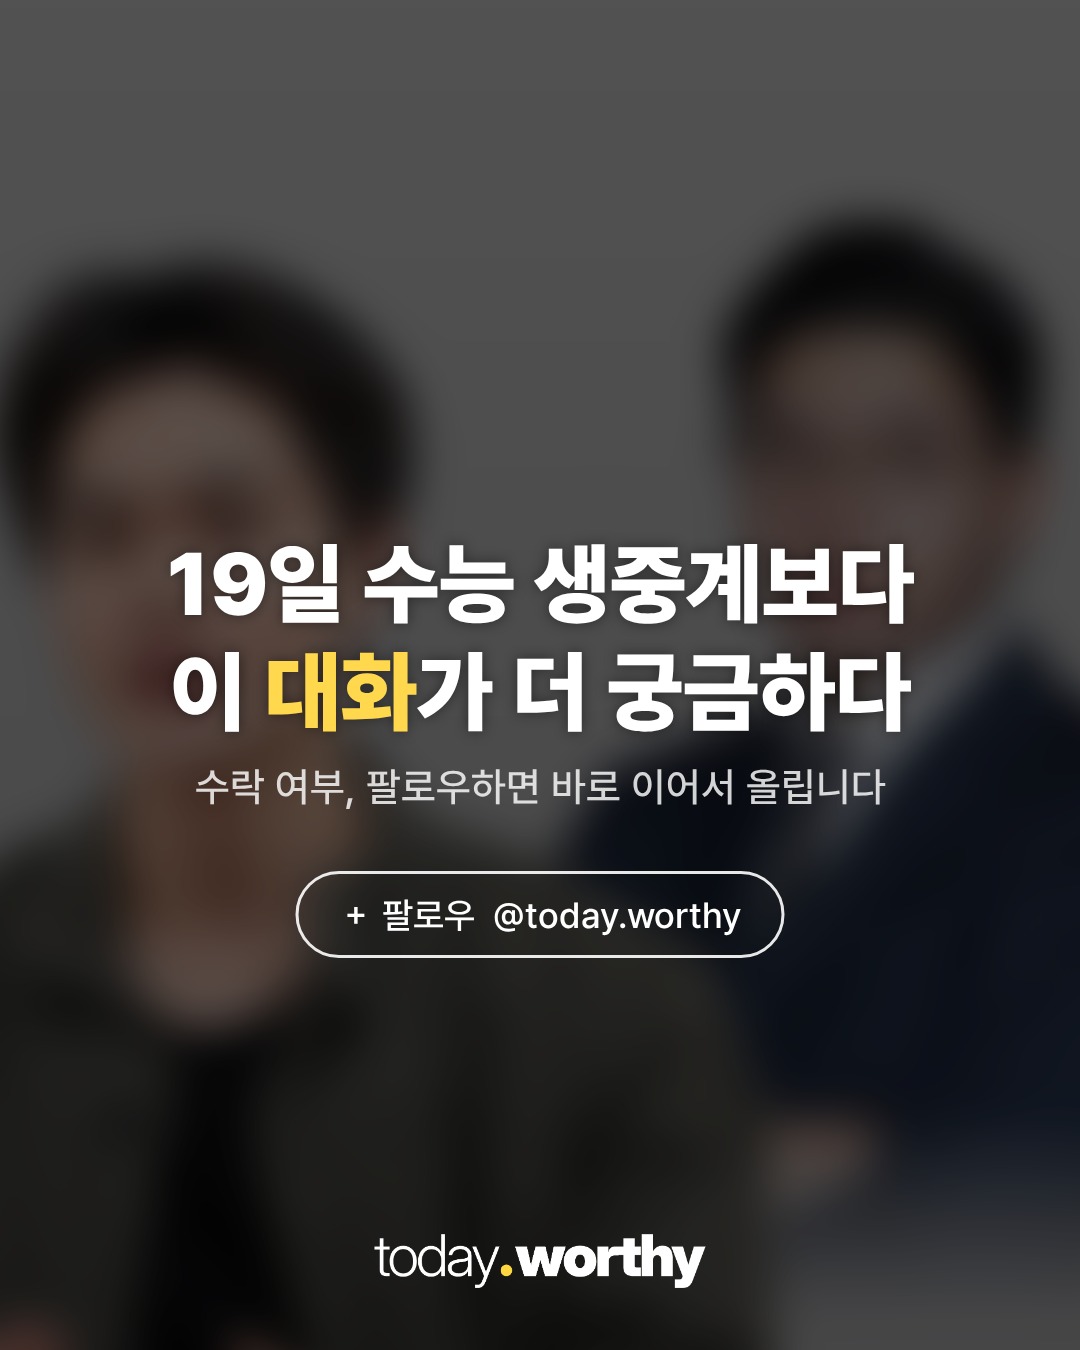 19일 수능 생중계보다
이 대화가 더 궁금하다
수락 여부, 팔로우하면 바로 이어서 올립니다
+ 팔로우 @today.worthy
today.worthy